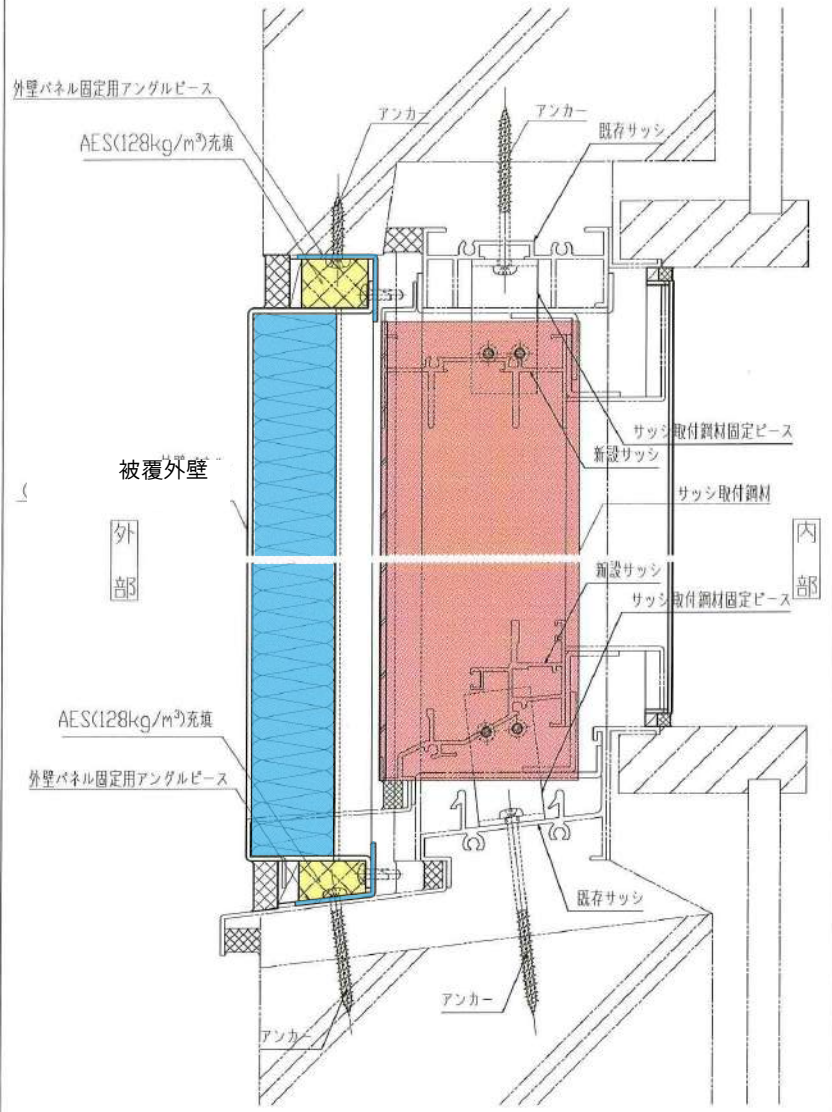 外壁パネル固定用アングルピース
アンカー
アンカー
既存サッシ
AES(128kg/m³)充填
サッシ取付鋼材固定ピース
新設サッシ
被覆外壁
サッシ取付鋼材
外部
内部
新設サッシ
サッシ取付鋼材固定ピース
AES(128kg/m³)充填
外壁パネル固定用アングルピース
既存サッシ
アンカー
アンカー